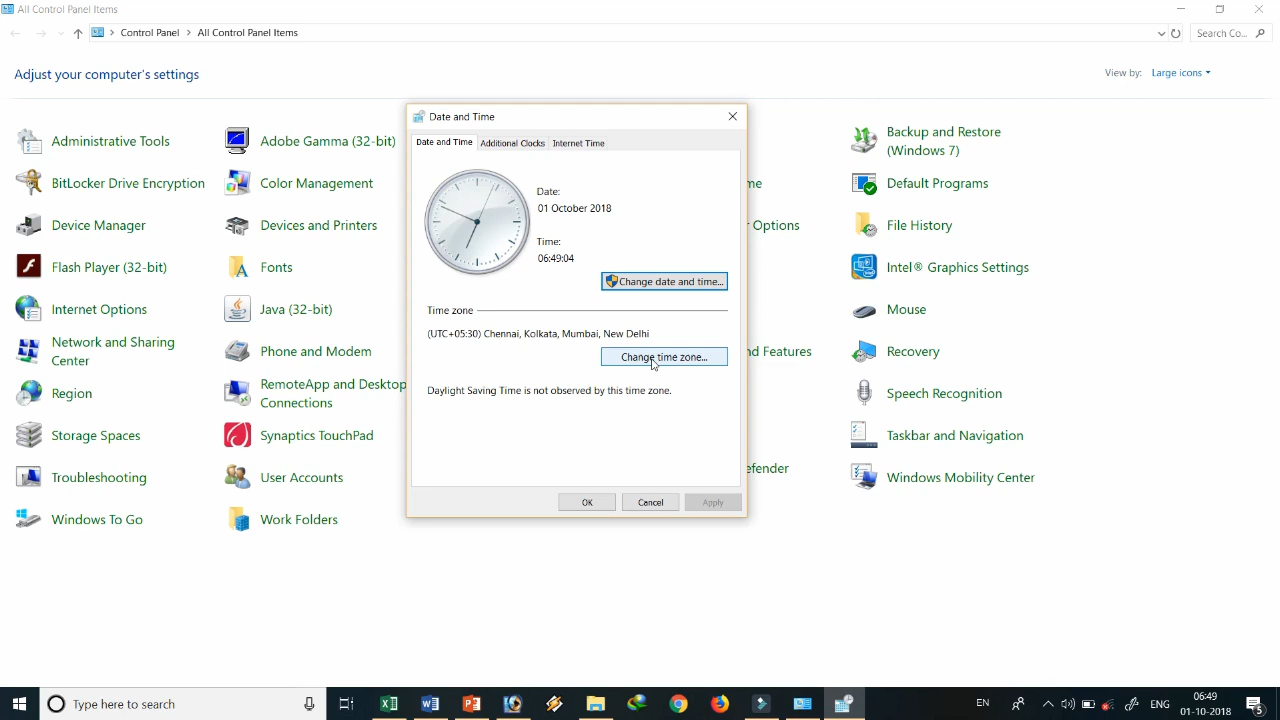 All Control Panel Items
Control Panel > All Control Panel Items
Search Co...
Adjust your computer's settings
View by: Large icons
Administrative Tools
Adobe Gamma (32-bit)
Backup and Restore
(Windows 7)
BitLocker Drive Encryption
Color Management
me
Default Programs
Device Manager
Devices and Printers
r Options
File History
Flash Player (32-bit)
Fonts
Intel® Graphics Settings
Internet Options
Java (32-bit)
Mouse
Network and Sharing
Center
Phone and Modem
d Features
Recovery
Region
RemoteApp and Desktop
Connections
Speech Recognition
Storage Spaces
Synaptics TouchPad
Taskbar and Navigation
Troubleshooting
User Accounts
efender
Windows Mobility Center
Windows To Go
Work Folders
Date and Time
Date and Time
Additional Clocks
Internet Time
Date:
01 October 2018
Time:
06:49:04
Change date and time...
Time zone
(UTC+05:30) Chennai, Kolkata, Mumbai, New Delhi
Change time zone...
Daylight Saving Time is not observed by this time zone.
OK
Cancel
Apply
Type here to search
EN
ENG
06:49
01-10-2018
5